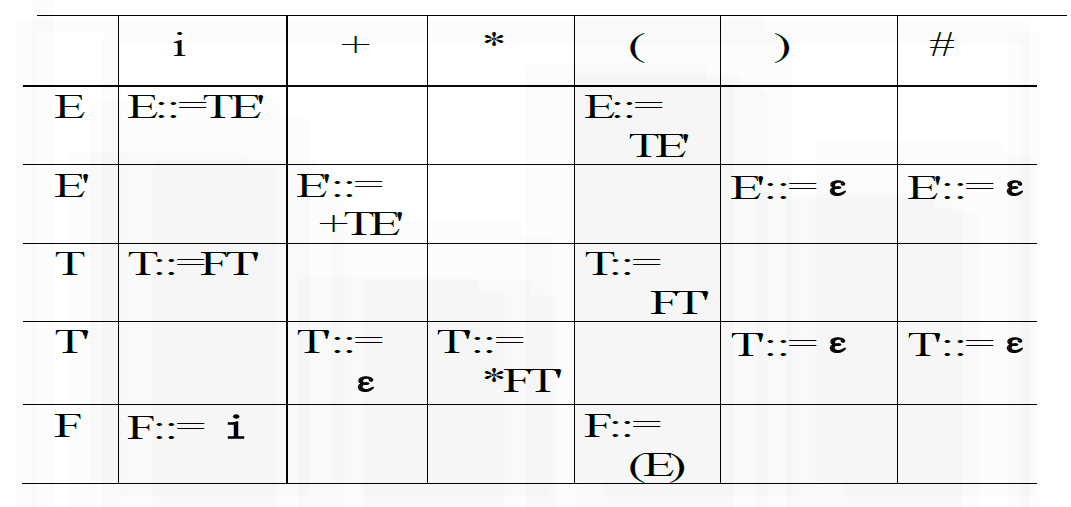 i + * ( ) #
E E::=TE' E::=
TE'
E' E'::= E'::= ε E'::= ε
+TE'
T T::=FT' T::=
FT'
T' T'::= T'::= T'::= ε T'::= ε
ε *FT'
F F::= i F::=
(E)